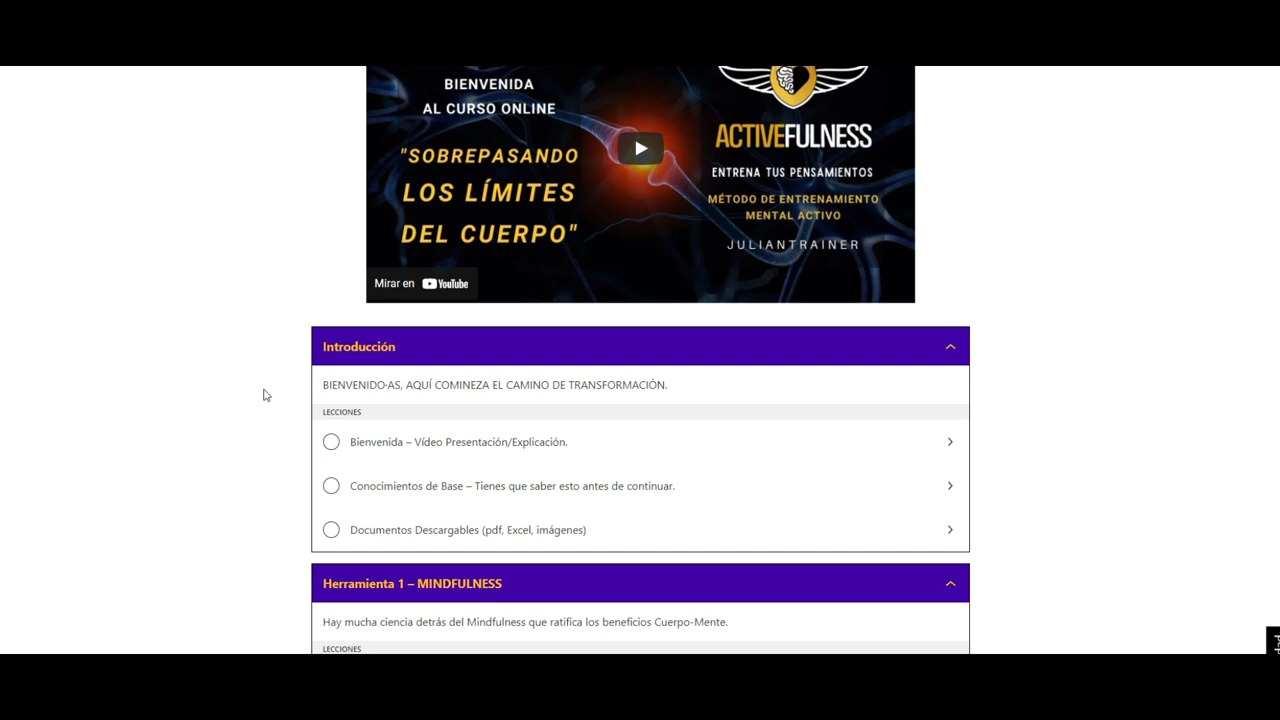 BIENVENIDA
AL CURSO ONLINE
"SOBREPASANDO
LOS LÍMITES
DEL CUERPO"
ACTIVEFULNESS
ENTRENA TUS PENSAMIENTOS
MÉTODO DE ENTRENAMIENTO
MENTAL ACTIVO
JULIANTRAINER
Mirar en YouTube
Introducción
BIENVENIDO·AS, AQUÍ COMINEZA EL CAMINO DE TRANSFORMACIÓN.
LECCIONES
Bienvenida – Vídeo Presentación/Explicación.
Conocimientos de Base – Tienes que saber esto antes de continuar.
Documentos Descargables (pdf, Excel, imágenes)
Herramienta 1 – MINDFULNESS
Hay mucha ciencia detrás del Mindfulness que ratifica los beneficios Cuerpo-Mente.
LECCIONES